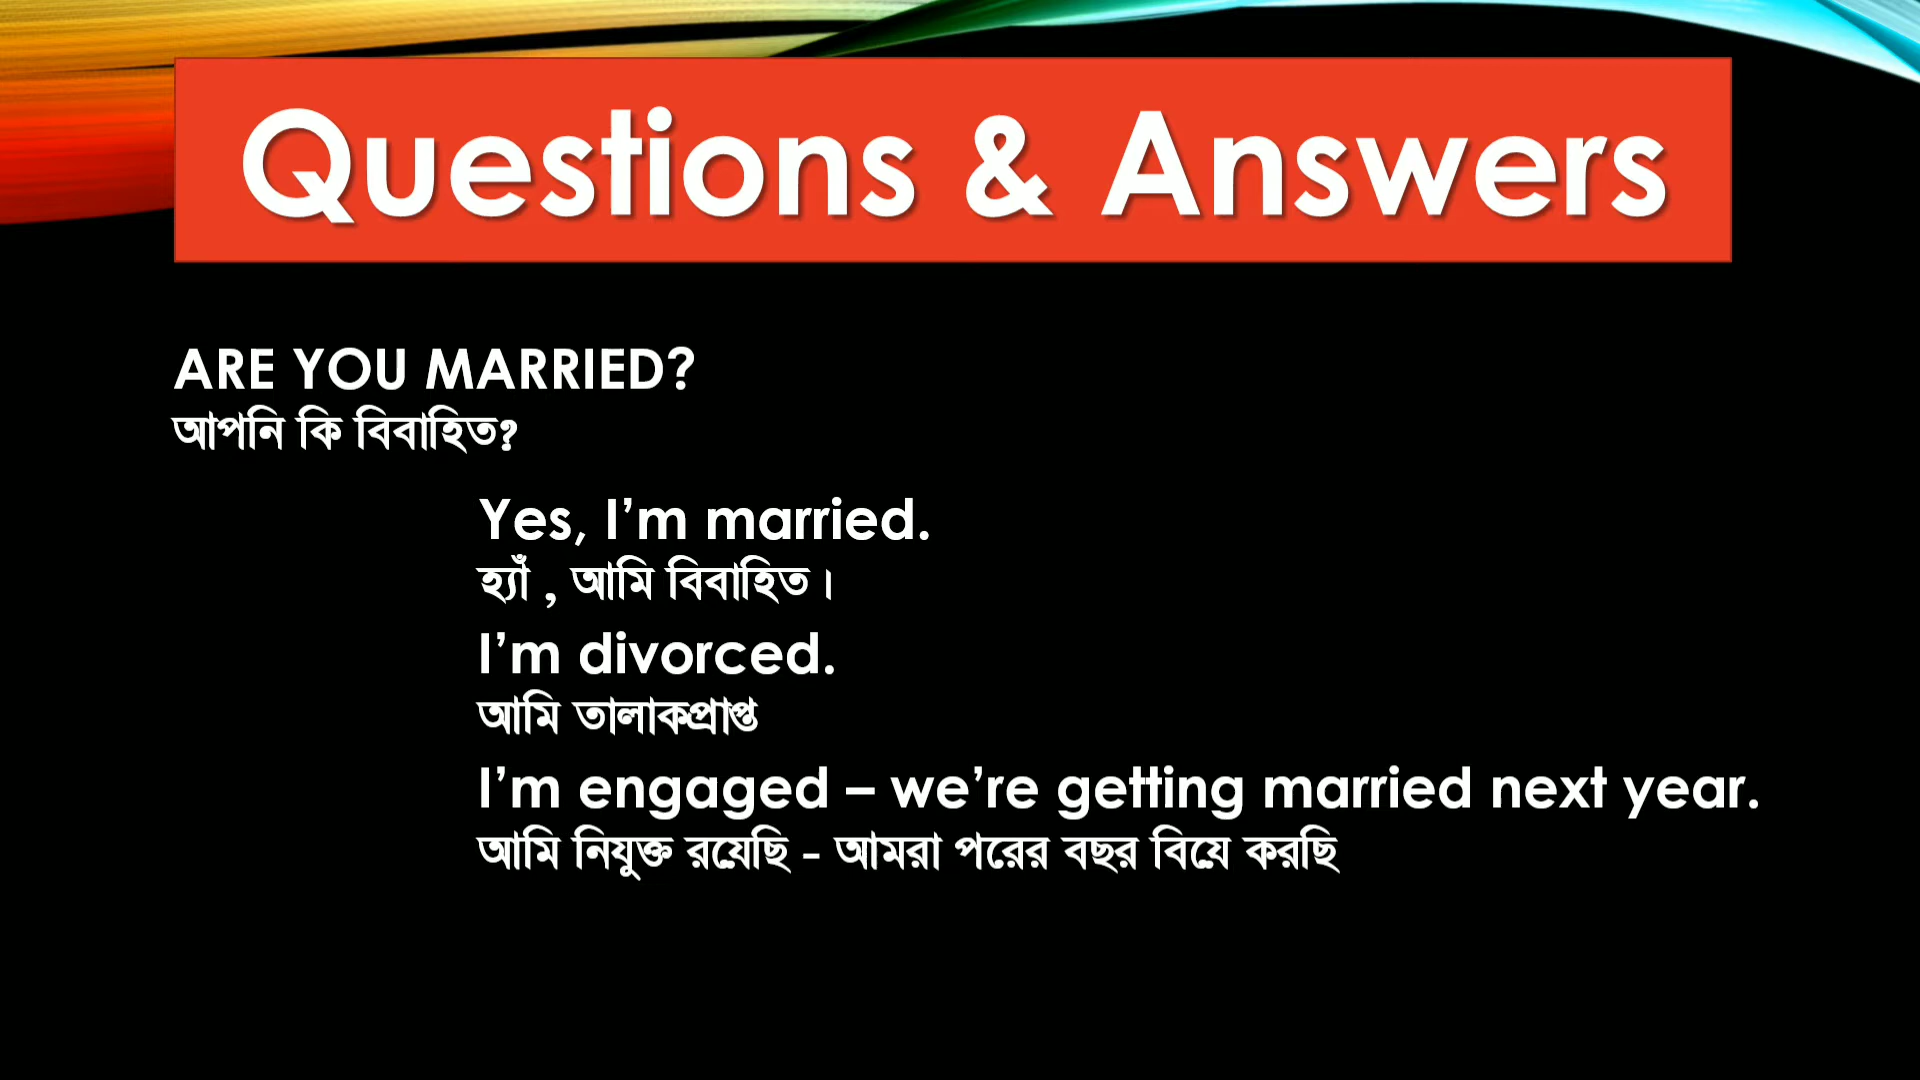 Questions & Answers
ARE YOU MARRIED?
আপনি কি বিবাহিত?
Yes, I’m married.
হ্যাঁ , আমি বিবাহিত।
I’m divorced.
আমি তালাকপ্রাপ্ত
I’m engaged – we’re getting married next year.
আমি নিযুক্ত রয়েছি - আমরা পরের বছর বিয়ে করছি